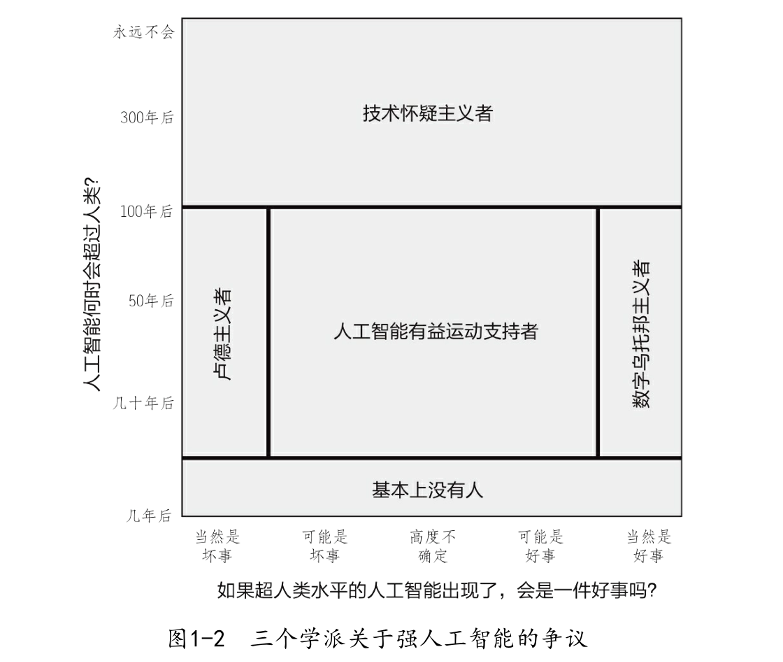 永远不会
技术怀疑主义者
300年后
100年后
人工智能何时会超过人类?
50年后
卢德主义者
人工智能有益运动支持者
数字乌托邦主义者
几十年后
基本上没有人
几年后
当然是
坏事
可能是
坏事
高度不
确定
可能是
好事
当然是
好事
如果超人类水平的人工智能出现了，会是一件好事吗?
图1-2 三个学派关于强人工智能的争议